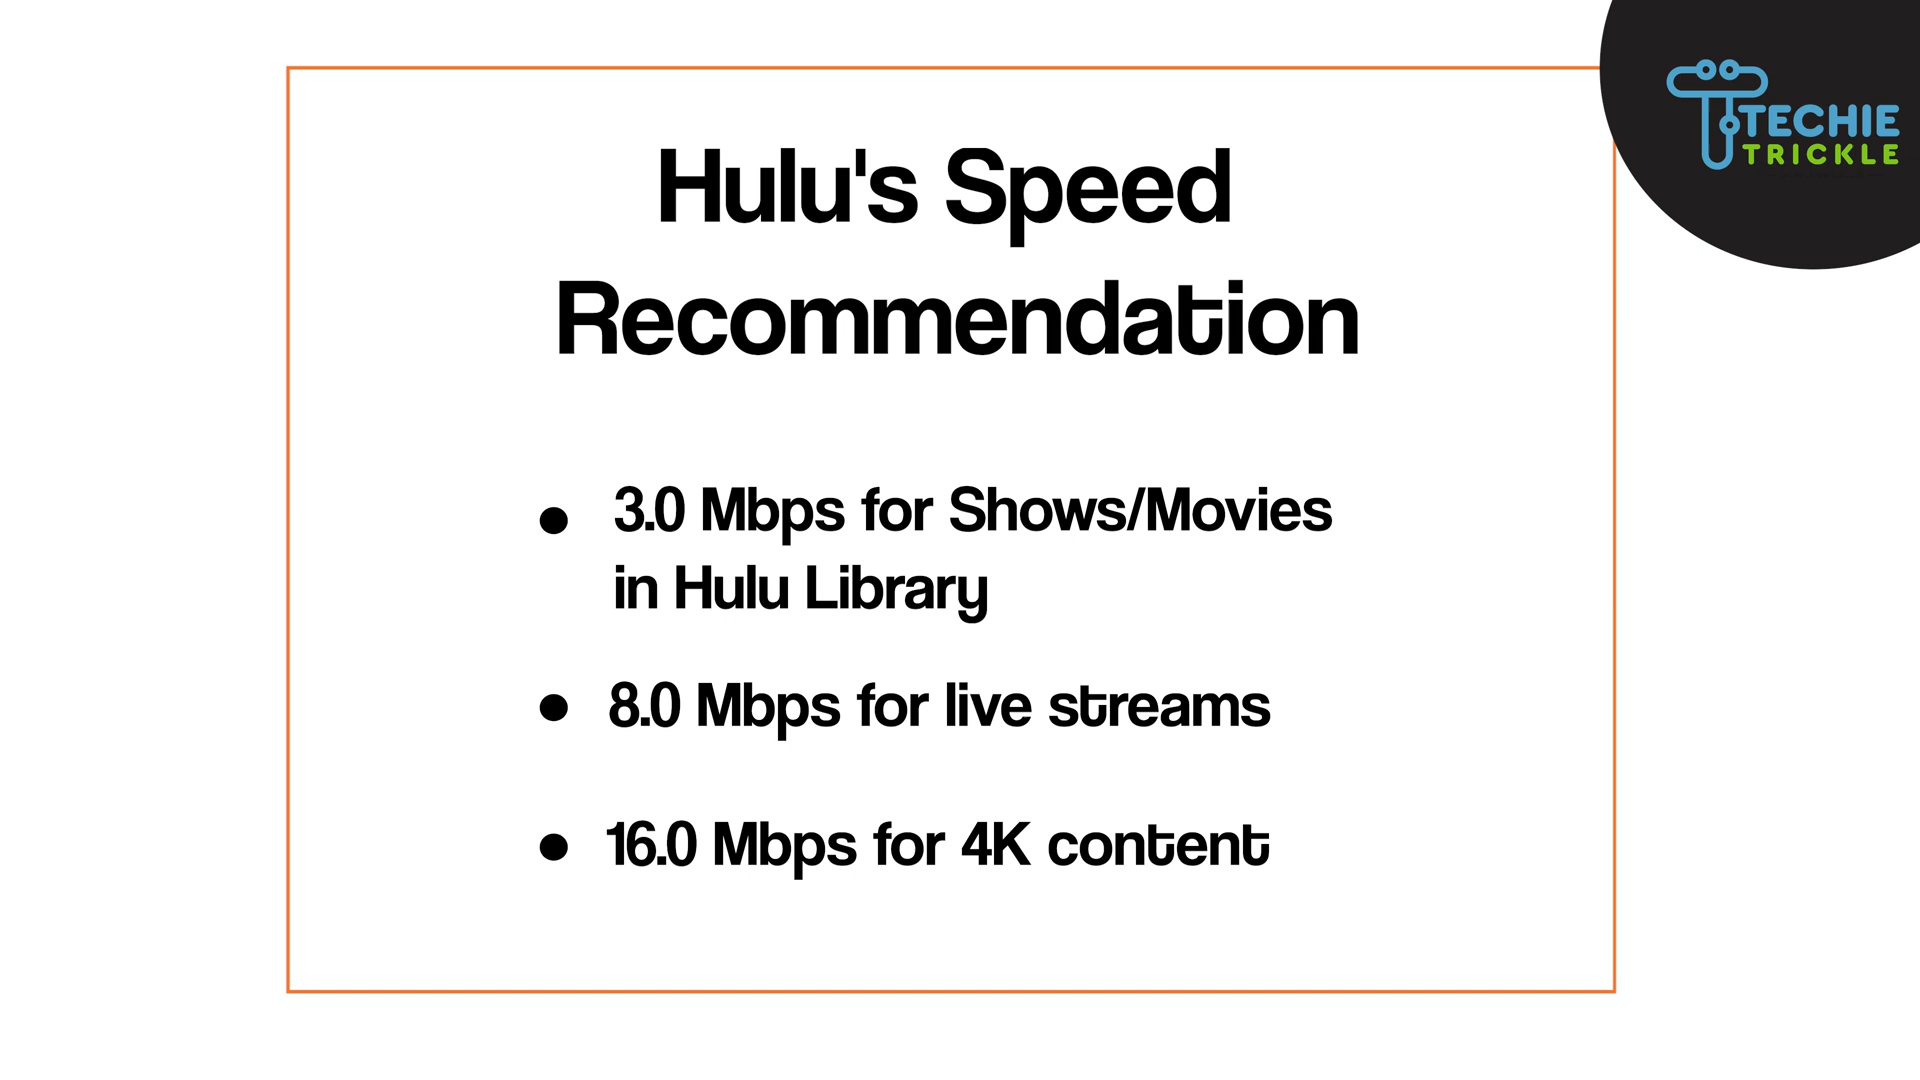 TECHIE
TRICKLE
Hulu's Speed
Recommendation
• 3.0 Mbps for Shows/Movies
in Hulu Library
• 8.0 Mbps for live streams
• 16.0 Mbps for 4K content